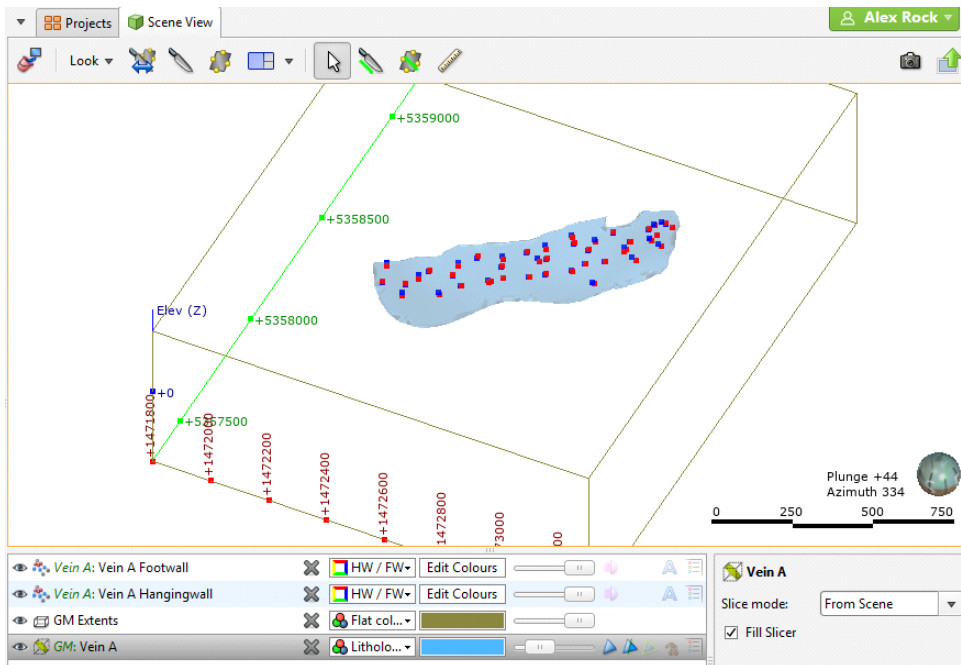 Projects Scene View Alex Rock
Look
+5359000
+5358500
Elev (Z)
+5358000
+0
+5357500
+1471800
+1472000
+1472200
+1472400
+1472600
1472800
73000
00
Plunge +44
Azimuth 334
0 250 500 750
Vein A: Vein A Footwall HW / FW Edit Colours
Vein A: Vein A Hangingwall HW / FW Edit Colours
GM Extents Flat col...
GM: Vein A Litholo...
Vein A
Slice mode: From Scene
Fill Slicer